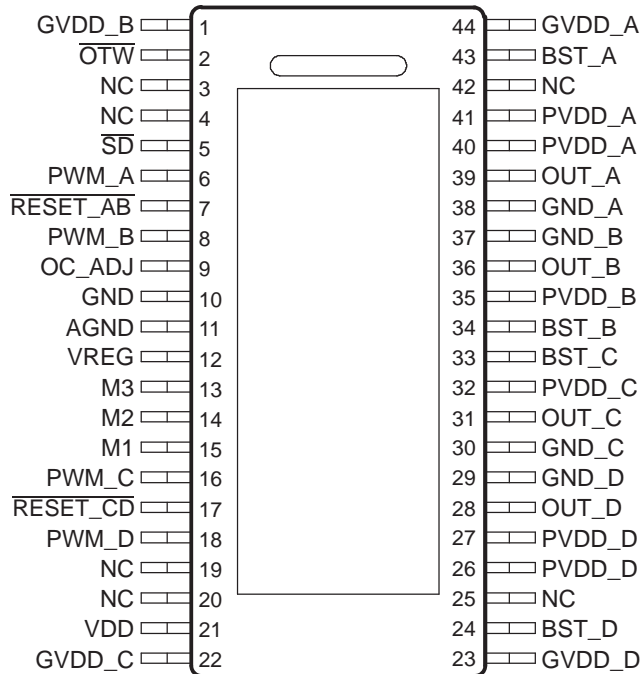 GVDD_B 1 44 GVDD_A
OTW 2 43 BST_A
NC 3 42 NC
NC 4 41 PVDD_A
SD 5 40 PVDD_A
PWM_A 6 39 OUT_A
RESET_AB 7 38 GND_A
PWM_B 8 37 GND_B
OC_ADJ 9 36 OUT_B
GND 10 35 PVDD_B
AGND 11 34 BST_B
VREG 12 33 BST_C
M3 13 32 PVDD_C
M2 14 31 OUT_C
M1 15 30 GND_C
PWM_C 16 29 GND_D
RESET_CD 17 28 OUT_D
PWM_D 18 27 PVDD_D
NC 19 26 PVDD_D
NC 20 25 NC
VDD 21 24 BST_D
GVDD_C 22 23 GVDD_D